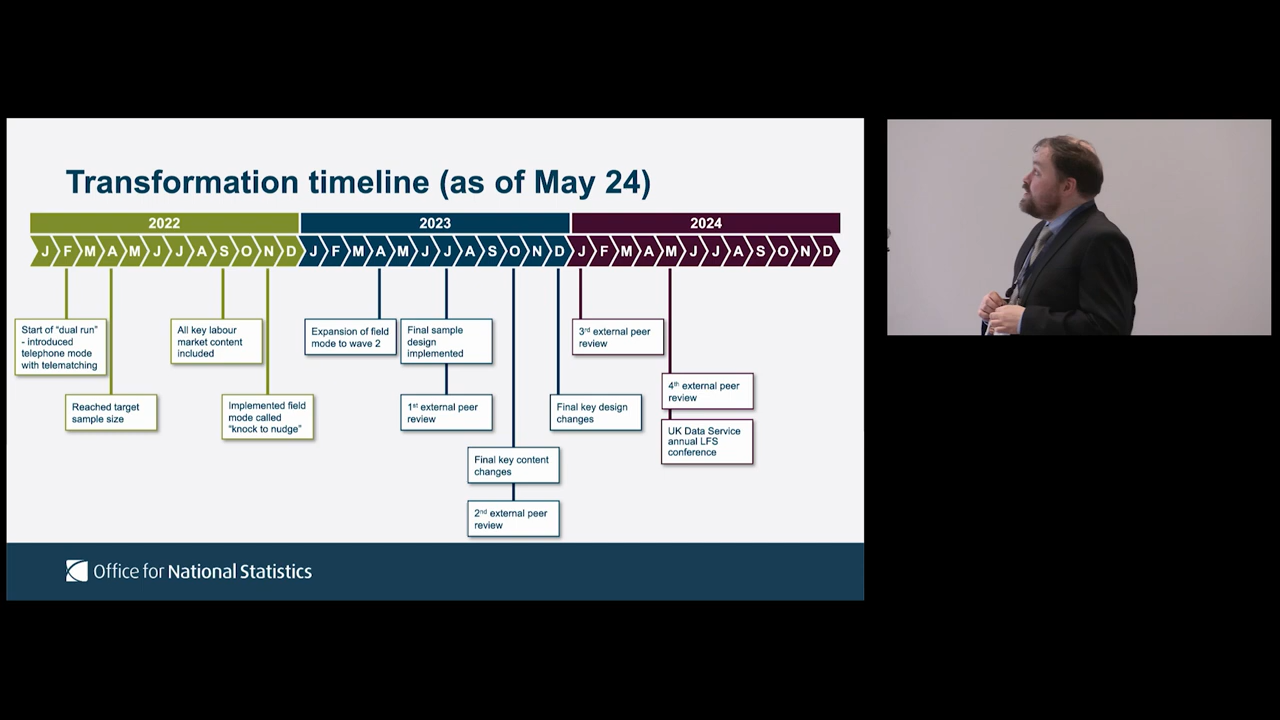 Transformation timeline (as of May 24)
2022
2023
2024
J F M A M J J A S O N D
J F M A M J J A S O N D
J F M A M J J A S O N D
Start of “dual run”
- introduced
telephone mode
with telematching
Reached target
sample size
All key labour
market content
included
Implemented field
mode called
“knock to nudge”
Expansion of field
mode to wave 2
Final sample
design
implemented
1st external peer
review
Final key content
changes
2nd external peer
review
Final key design
changes
3rd external peer
review
4th external peer
review
UK Data Service
annual LFS
conference
Office for National Statistics